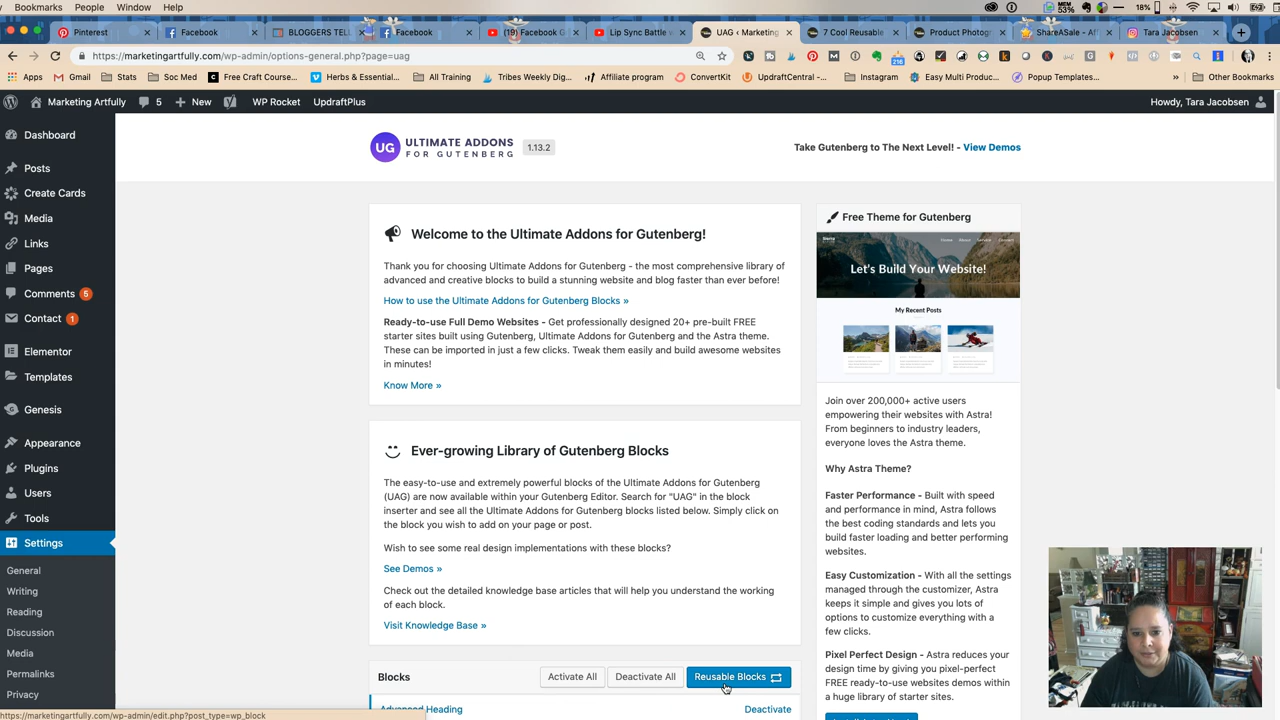 Bookmarks People Window Help
18%
Pinterest
Facebook
BLOGGERS TELL
Facebook
(19) Facebook G
Lip Sync Battle
UAG ‹ Marketing
7 Cool Reusable
Product Photogr
ShareASale - Aff
Tara Jacobsen
https://marketingartfully.com/wp-admin/options-general.php?page=uag
216
Apps
Gmail
Stats
Soc Med
Free Craft Course...
Herbs & Essential...
All Training
Tribes Weekly Dig...
Affiliate program
ConvertKit
UpdraftCentral -...
Instagram
Easy Multi Produc...
Popup Templates...
»
Other Bookmarks
Marketing Artfully
5
New
WP Rocket
UpdraftPlus
Howdy, Tara Jacobsen
Dashboard
Posts
Create Cards
Media
Links
Pages
Comments 5
Contact 1
Elementor
Templates
Genesis
Appearance
Plugins
Users
Tools
Settings
General
Writing
Reading
Discussion
Media
Permalinks
Privacy
UG
ULTIMATE ADDONS
FOR GUTENBERG
1.13.2
Take Gutenberg to The Next Level! - View Demos
Welcome to the Ultimate Addons for Gutenberg!
Thank you for choosing Ultimate Addons for Gutenberg - the most comprehensive library of
advanced and creative blocks to build a stunning website and blog faster than ever before!
How to use the Ultimate Addons for Gutenberg Blocks »
Ready-to-use Full Demo Websites - Get professionally designed 20+ pre-built FREE
starter sites built using Gutenberg, Ultimate Addons for Gutenberg and the Astra theme.
These can be imported in just a few clicks. Tweak them easily and build awesome websites
in minutes!
Know More »
Ever-growing Library of Gutenberg Blocks
The easy-to-use and extremely powerful blocks of the Ultimate Addons for Gutenberg
(UAG) are now available within your Gutenberg Editor. Search for "UAG" in the block
inserter and see all the Ultimate Addons for Gutenberg blocks listed below. Simply click on
the block you wish to add on your page or post.
Wish to see some real design implementations with these blocks?
See Demos »
Check out the detailed knowledge base articles that will help you understand the working
of each block.
Visit Knowledge Base »
Blocks
Activate All
Deactivate All
Reusable Blocks
Advanced Heading
Deactivate
Free Theme for Gutenberg
Let's Build Your Website!
My Recent Posts
Join over 200,000+ active users
empowering their websites with Astra!
From beginners to industry leaders,
everyone loves the Astra theme.
Why Astra Theme?
Faster Performance - Built with speed
and performance in mind, Astra follows
the best coding standards and lets you
build faster loading and better performing
websites.
Easy Customization - With all the settings
managed through the customizer, Astra
keeps it simple and gives you lots of
options to customize everything with a
few clicks.
Pixel Perfect Design - Astra reduces your
design time by giving you pixel-perfect
FREE ready-to-use websites demos within
a huge library of starter sites.
https://marketingartfully.com/wp-admin/edit.php?post_type=wp_block